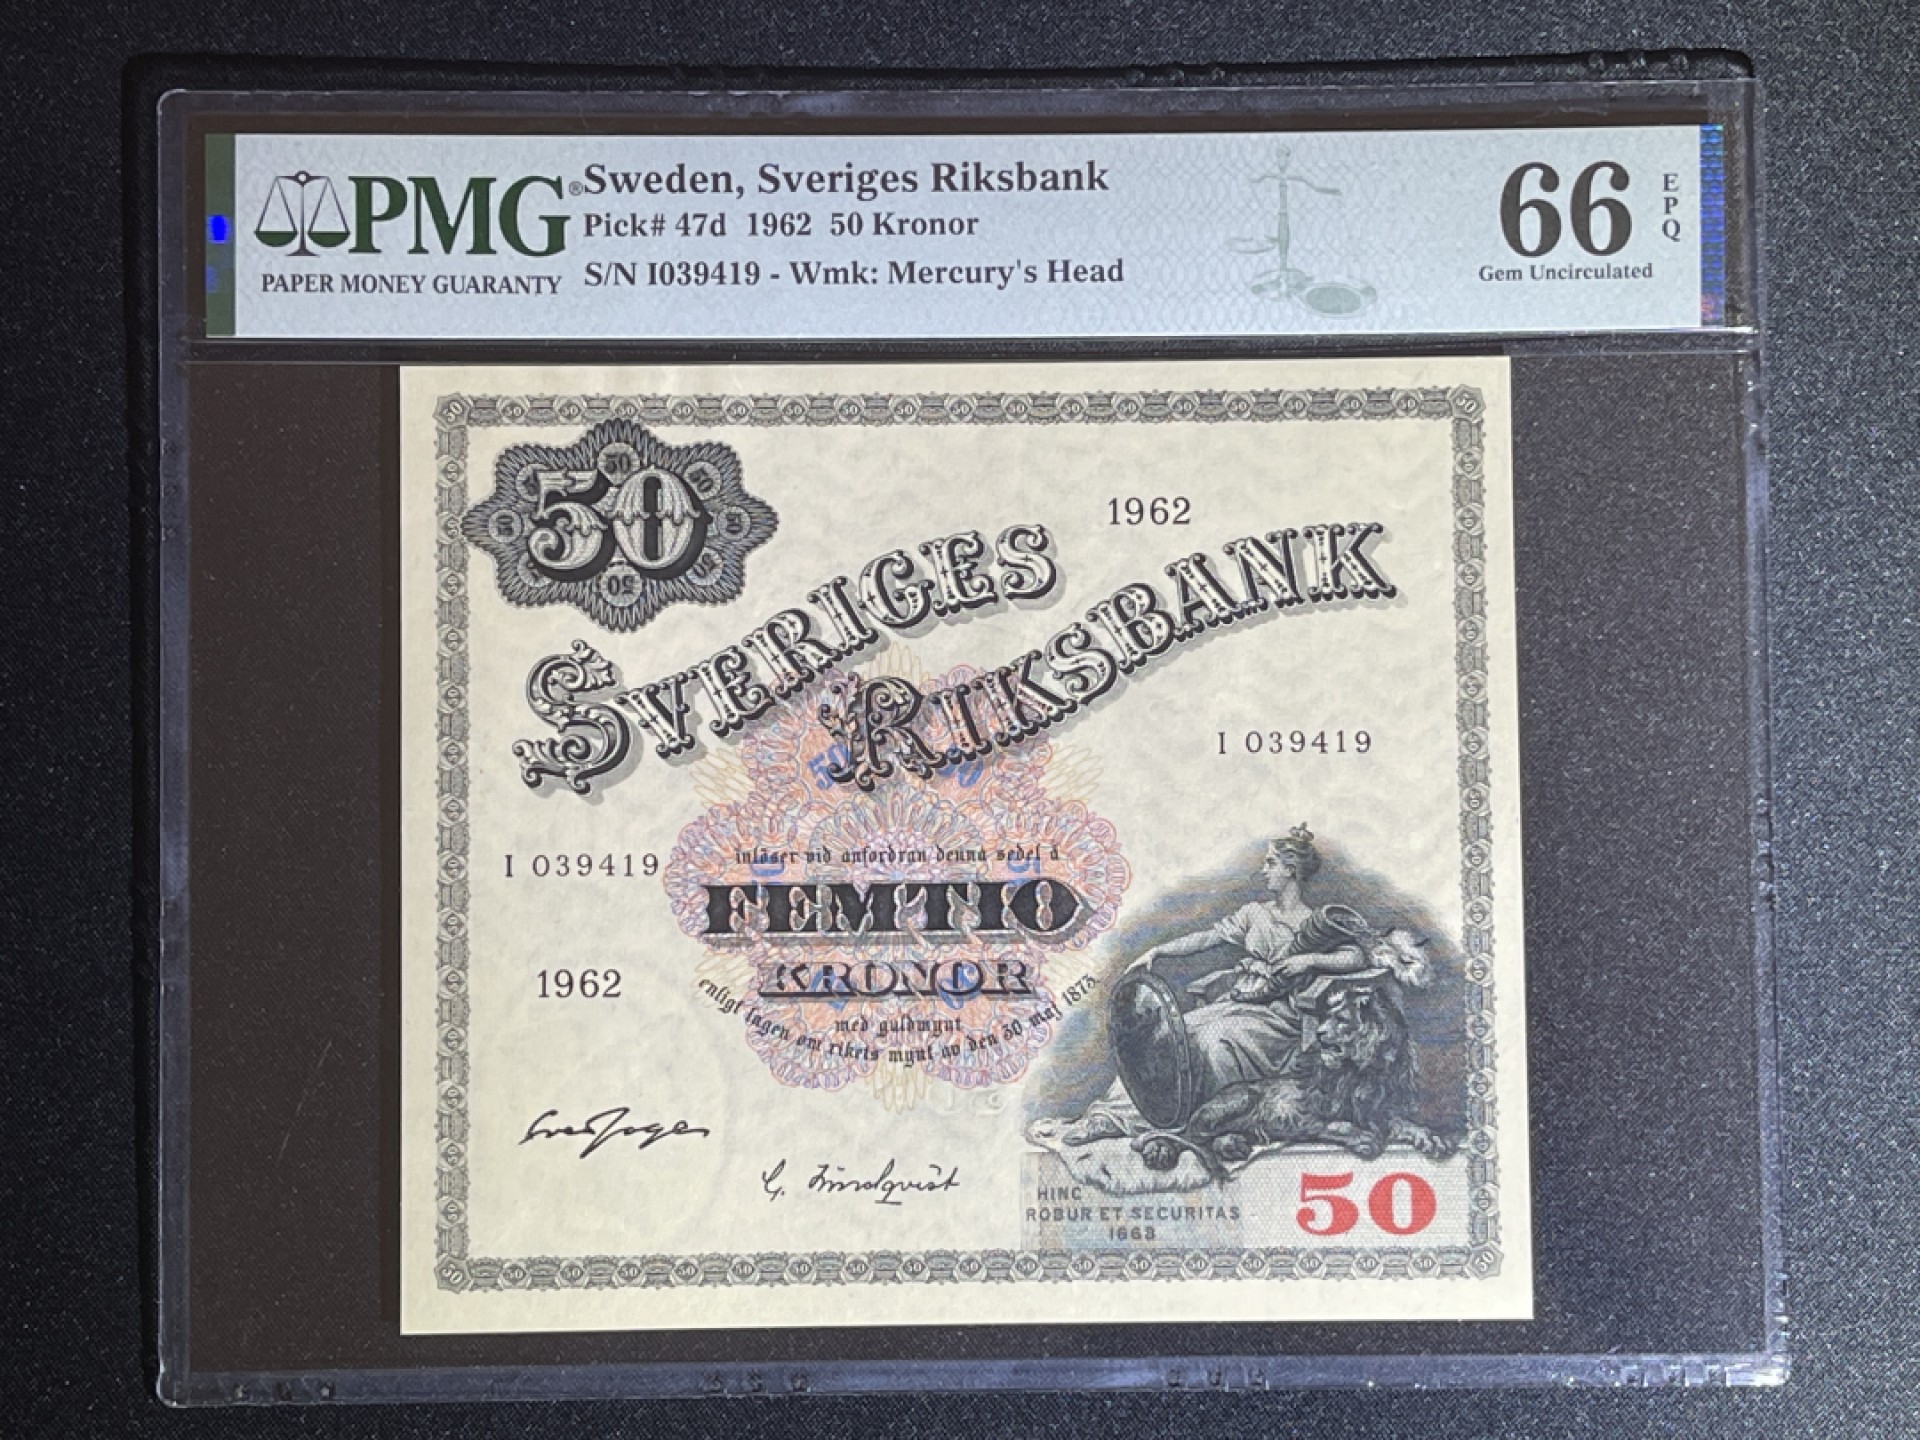 PMG®
PAPER MONEY GUARANTY
Sweden, Sveriges Riksbank
Pick# 47d 1962 50 Kronor
S/N I039419 - Wmk: Mercury's Head
66
EPQ
Gem Uncirculated
50
1962
SVERIGES
RIKSBANK
I 039419
I 039419
inlöser vid anfordran denna sedel å
FEMTIO
KRONOR
1962
med guldmynt
enligt lagen om rikets mynt av den 30 maj 1873
G. Lindqvist
HINC
ROBUR ET SECURITAS
1668
50